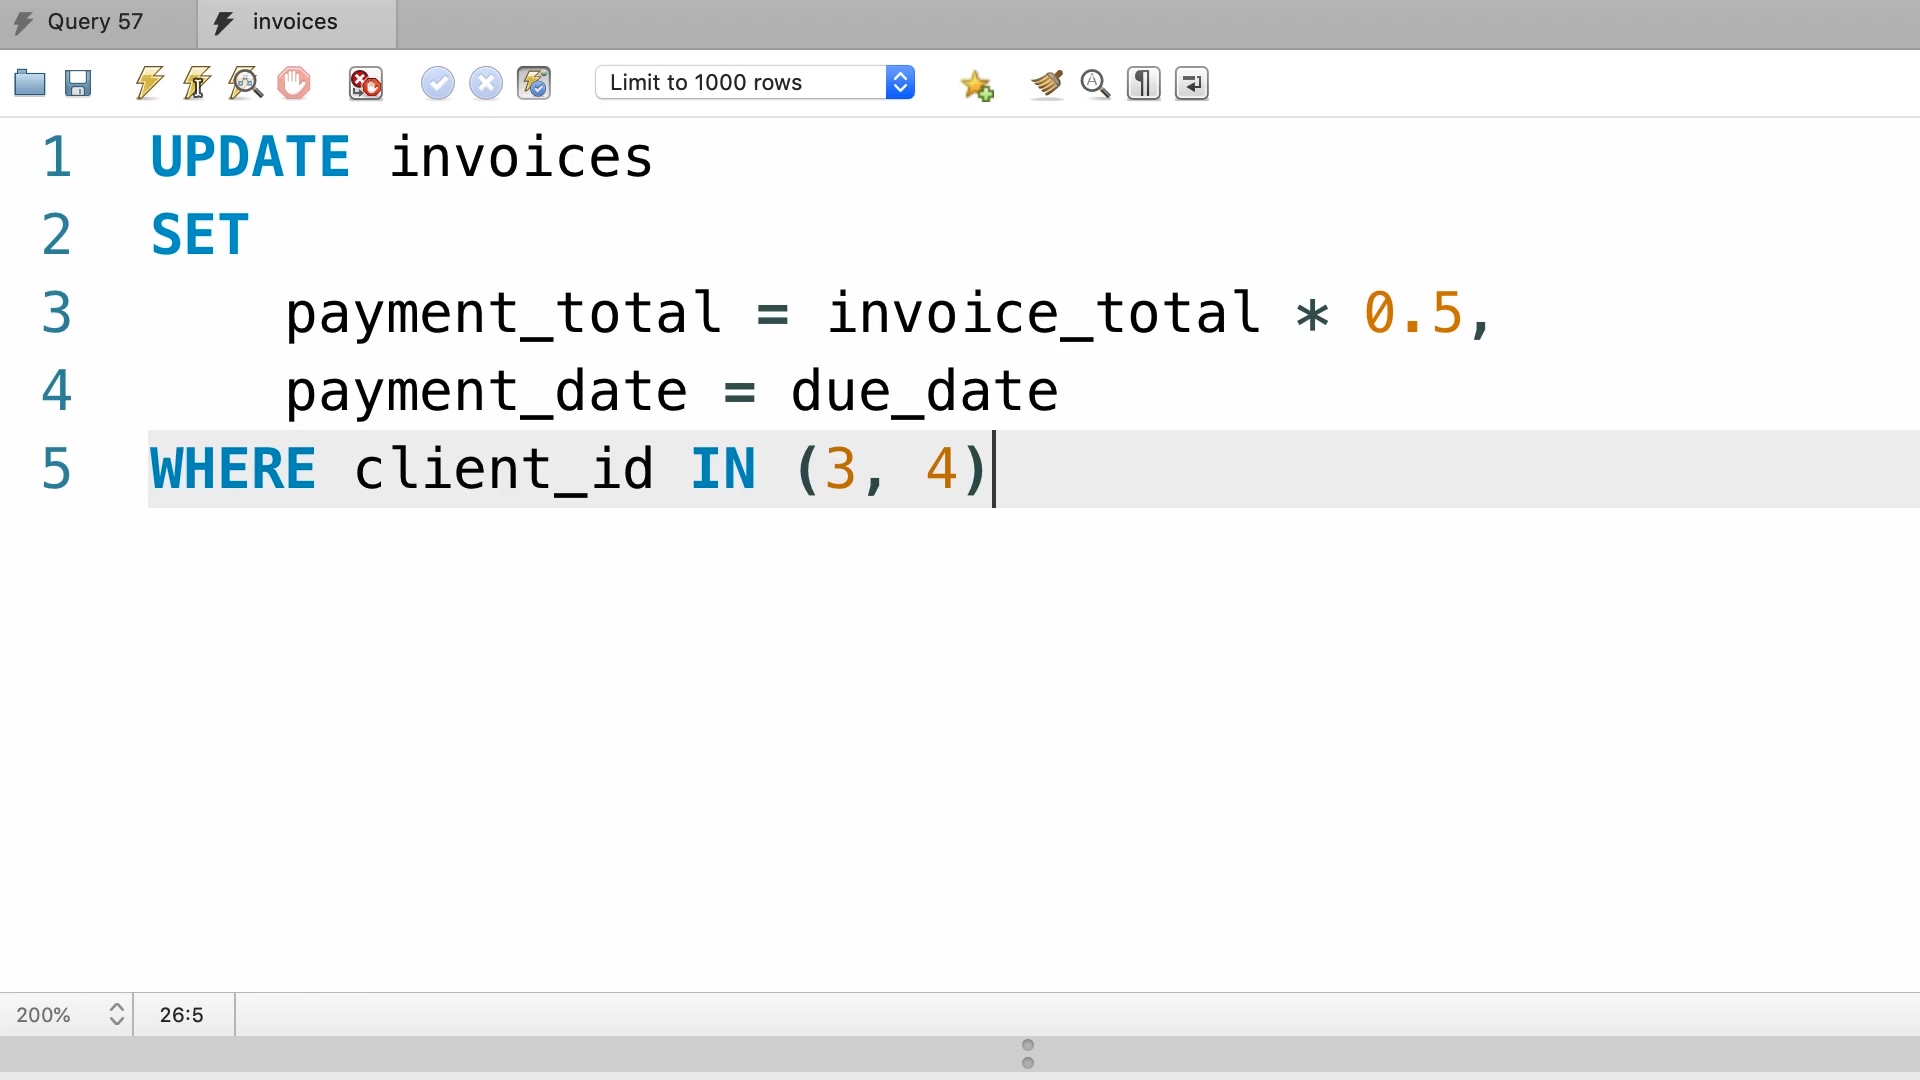 Query 57 invoices
Limit to 1000 rows
1 UPDATE invoices
2 SET
3 payment_total = invoice_total * 0.5,
4 payment_date = due_date
5 WHERE client_id IN (3, 4)
200% 26:5